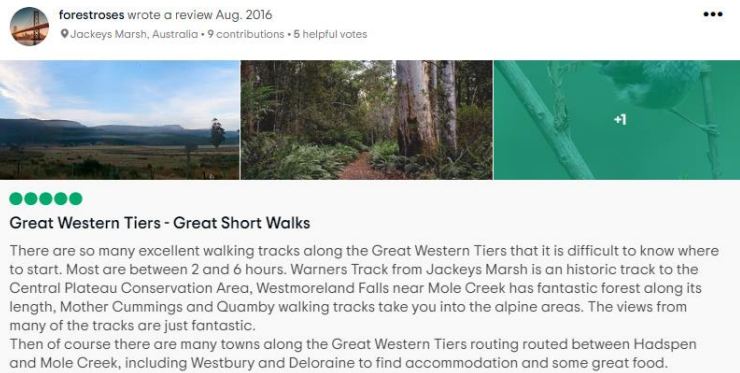 forestroses wrote a review Aug. 2016
Jackeys Marsh, Australia • 9 contributions • 5 helpful votes
+1
Great Western Tiers - Great Short Walks
There are so many excellent walking tracks along the Great Western Tiers that it is difficult to know where
to start. Most are between 2 and 6 hours. Warners Track from Jackeys Marsh is an historic track to the
Central Plateau Conservation Area, Westmoreland Falls near Mole Creek has fantastic forest along its
length, Mother Cummings and Quamby walking tracks take you into the alpine areas. The views from
many of the tracks are just fantastic.
Then of course there are many towns along the Great Western Tiers routing routed between Hadspen
and Mole Creek, including Westbury and Deloraine to find accommodation and some great food.